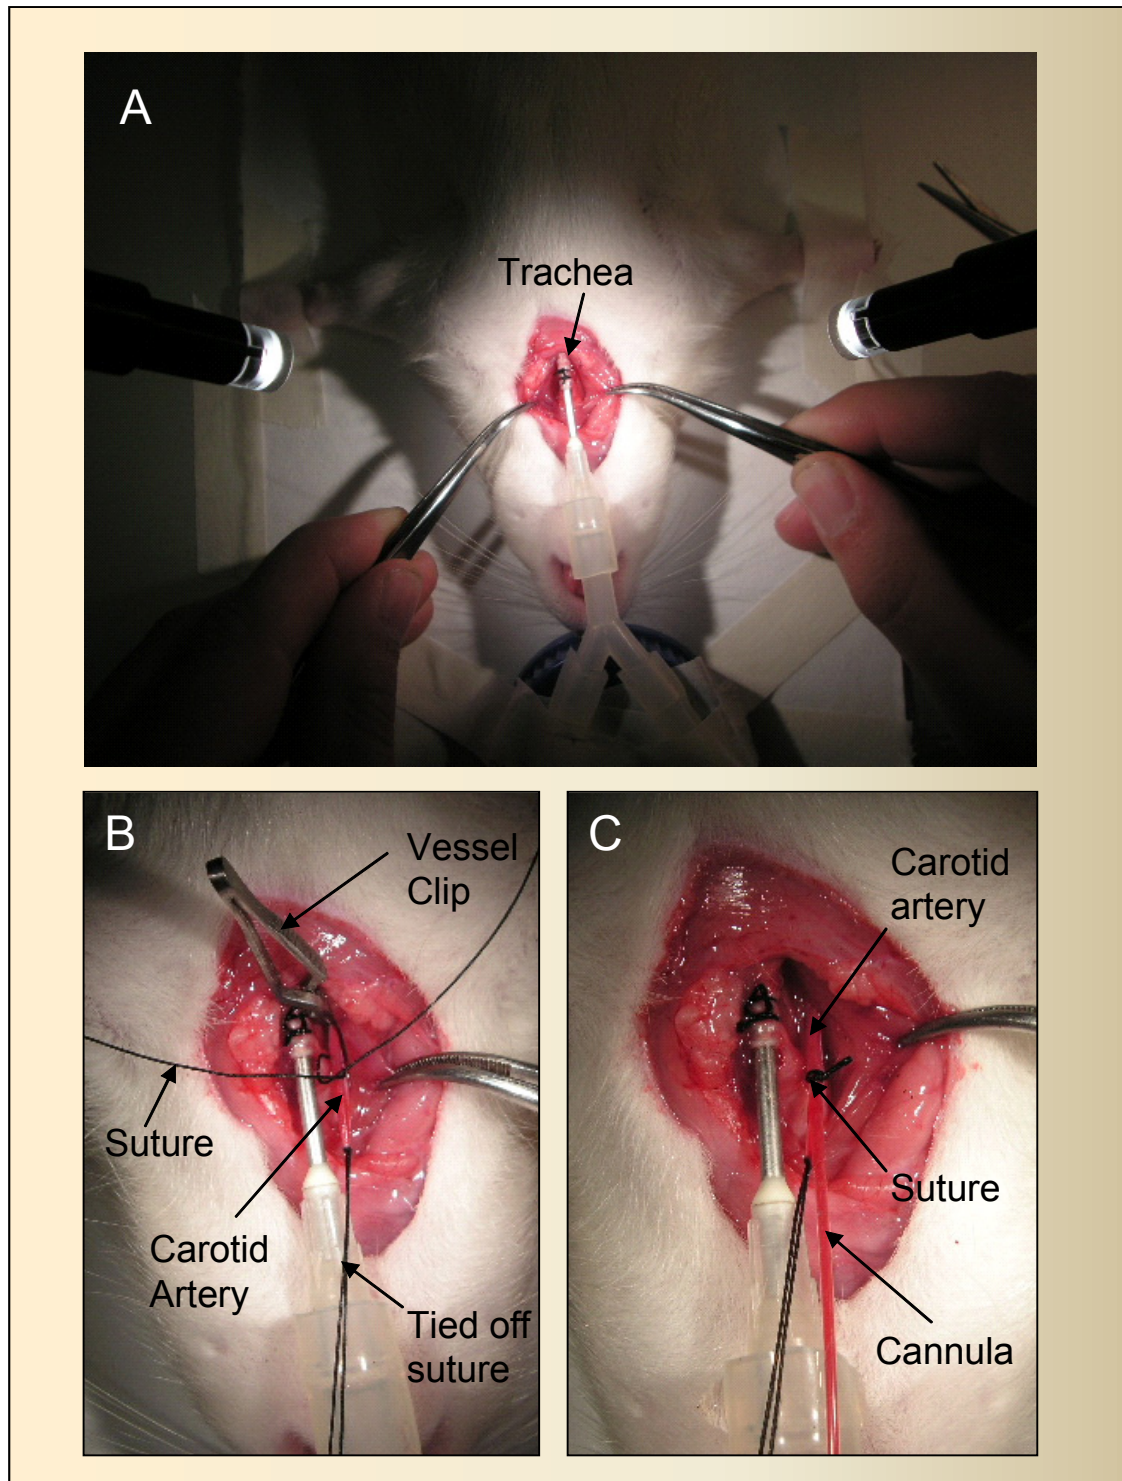 A
Trachea
B
Vessel
Clip
Suture
Carotid
Artery
Tied off
suture
C
Carotid
artery
Suture
Cannula